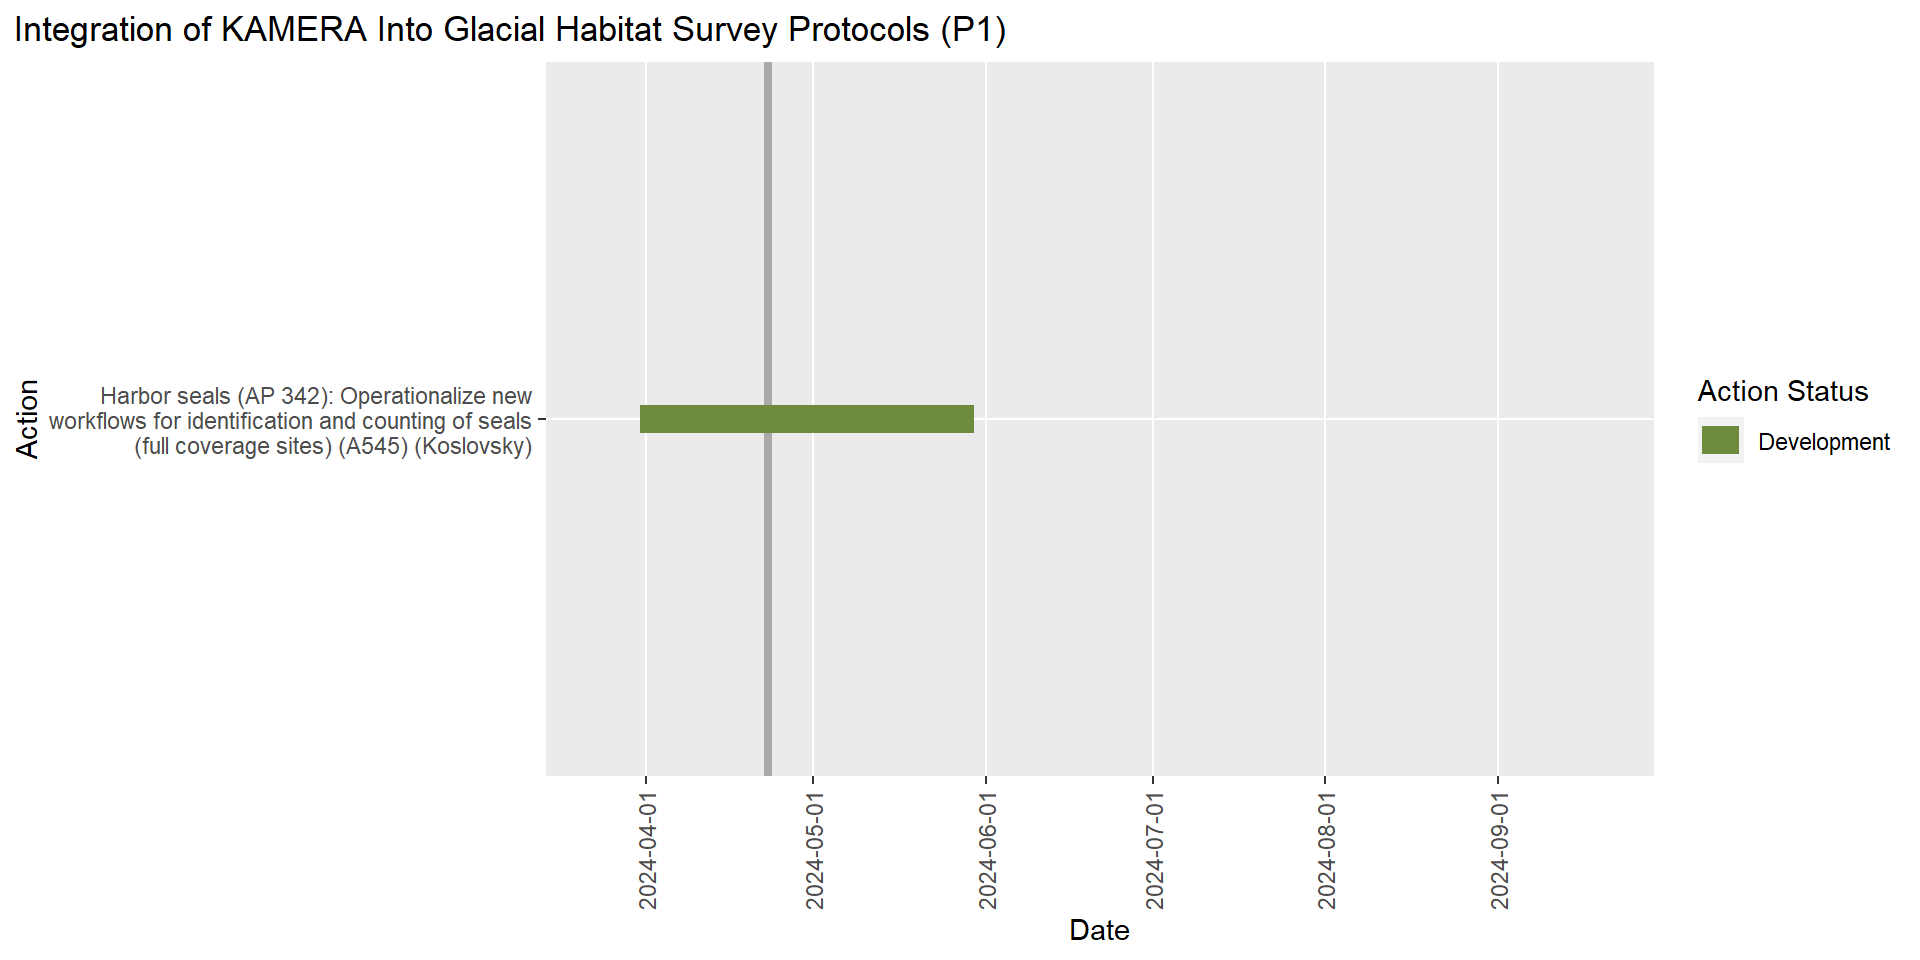 Integration of KAMERA Into Glacial Habitat Survey Protocols (P1)
Action
Harbor seals (AP 342): Operationalize new
workflows for identification and counting of seals
(full coverage sites) (A545) (Koslovsky)
Action Status
Development
2024-04-01
2024-05-01
2024-06-01
2024-07-01
2024-08-01
2024-09-01
Date